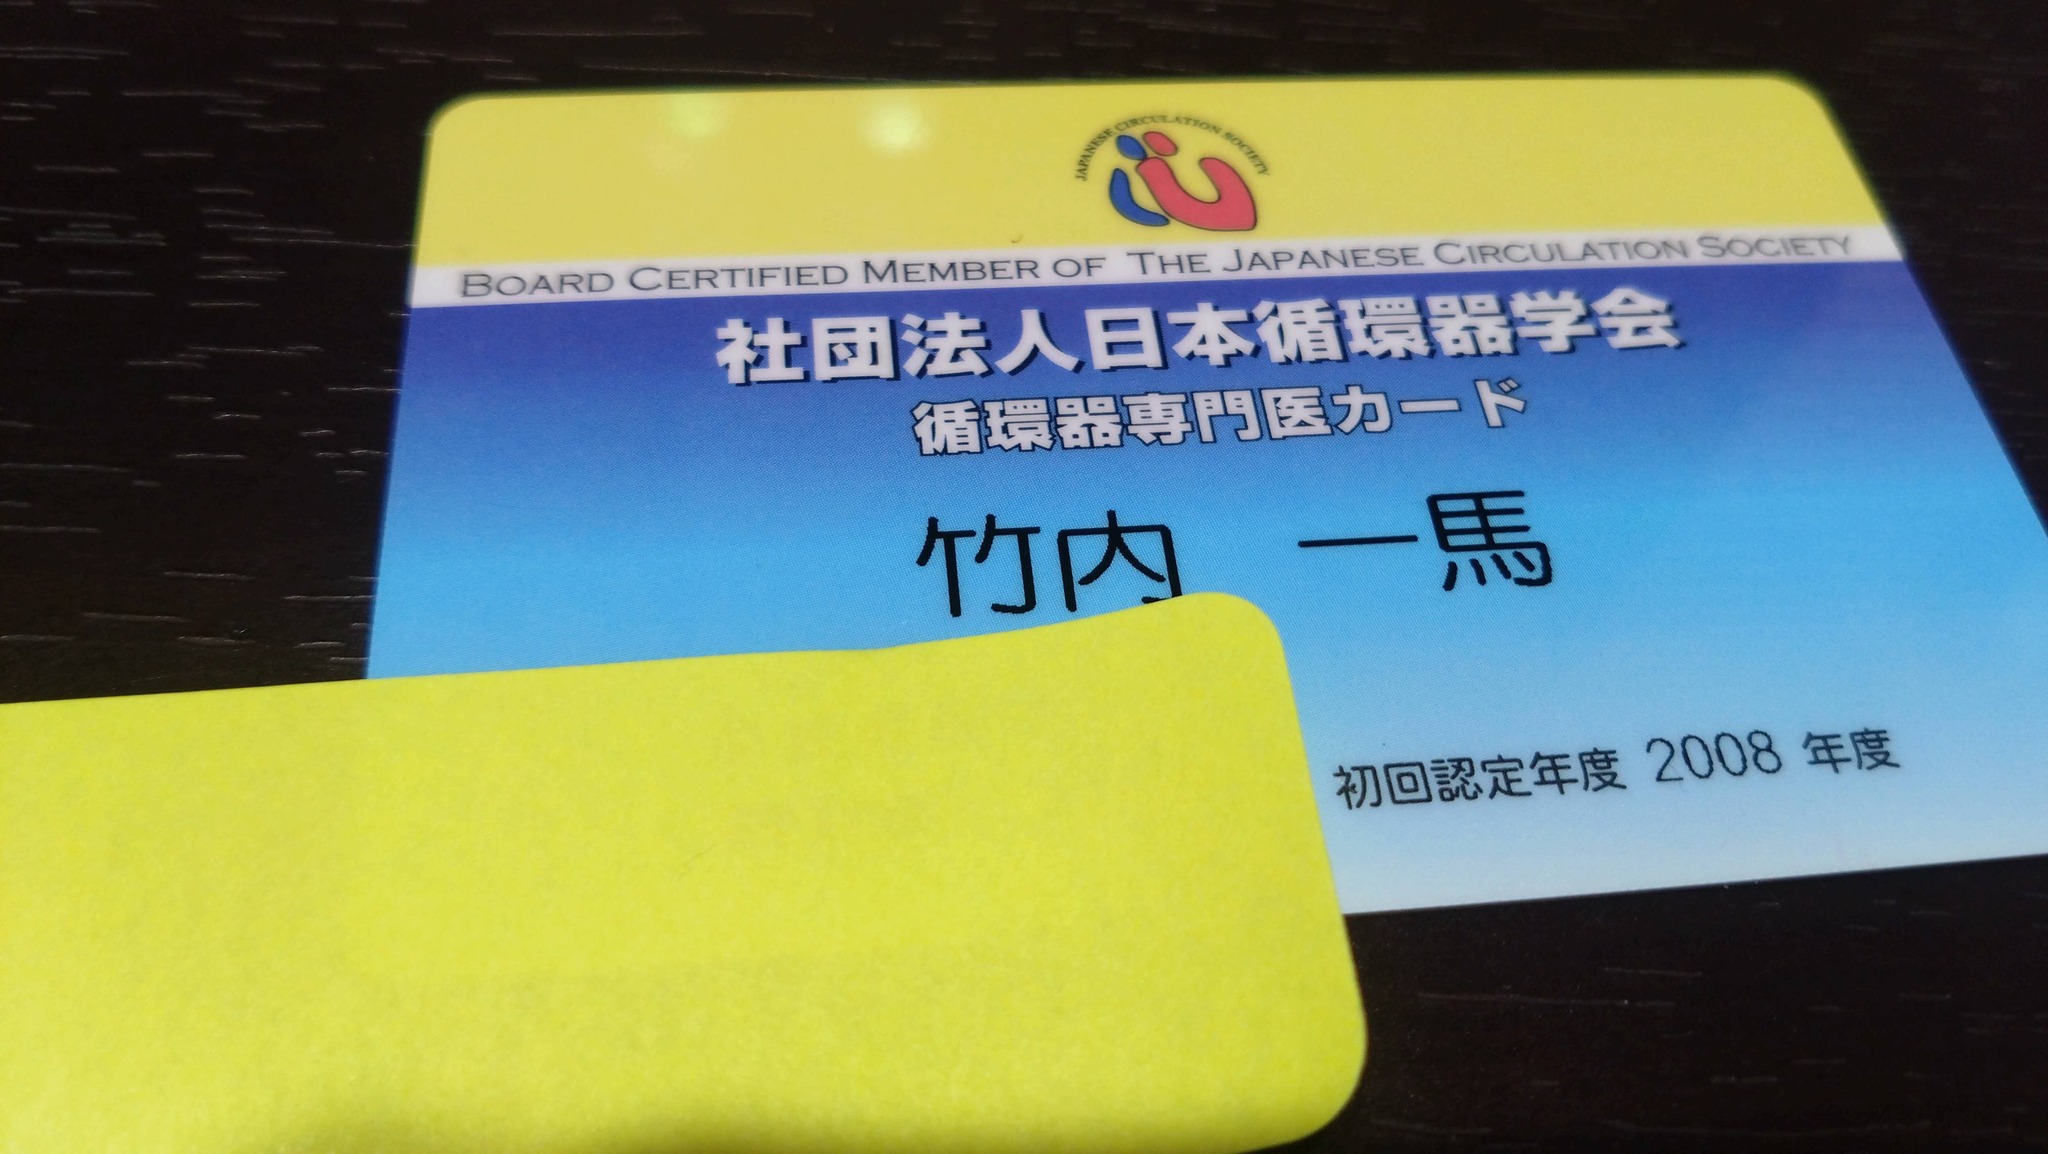 JAPANESE CIRCULATION SOCIETY
BOARD CERTIFIED MEMBER OF THE JAPANESE CIRCULATION SOCIETY
社団法人日本循環器学会
循環器専門医カード
竹内 一馬
初回認定年度 2008 年度